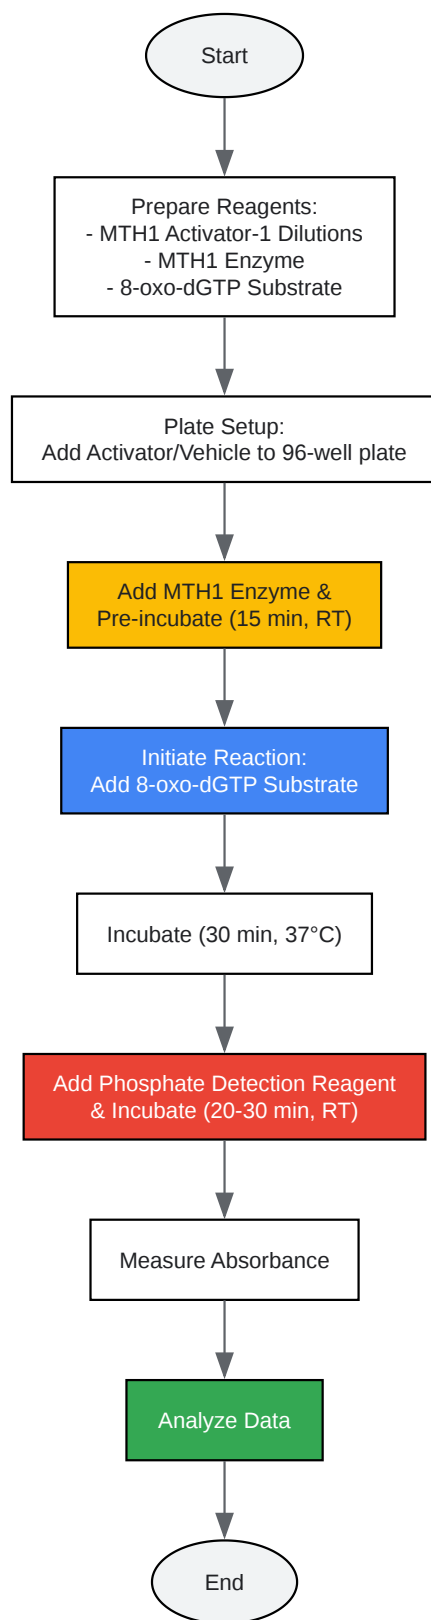 Start
Prepare Reagents:
- MTH1 Activator-1 Dilutions
- MTH1 Enzyme
- 8-oxo-dGTP Substrate
Plate Setup:
Add Activator/Vehicle to 96-well plate
Add MTH1 Enzyme &
Pre-incubate (15 min, RT)
Initiate Reaction:
Add 8-oxo-dGTP Substrate
Incubate (30 min, 37°C)
Add Phosphate Detection Reagent
& Incubate (20-30 min, RT)
Measure Absorbance
Analyze Data
End